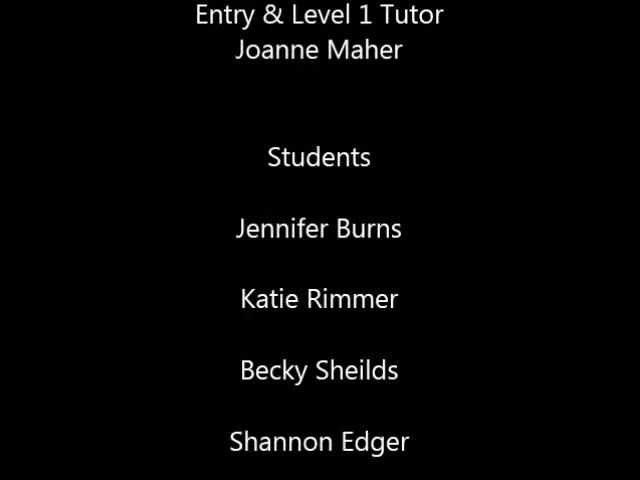 Entry & Level 1 Tutor
Joanne Maher
Students
Jennifer Burns
Katie Rimmer
Becky Sheilds
Shannon Edger